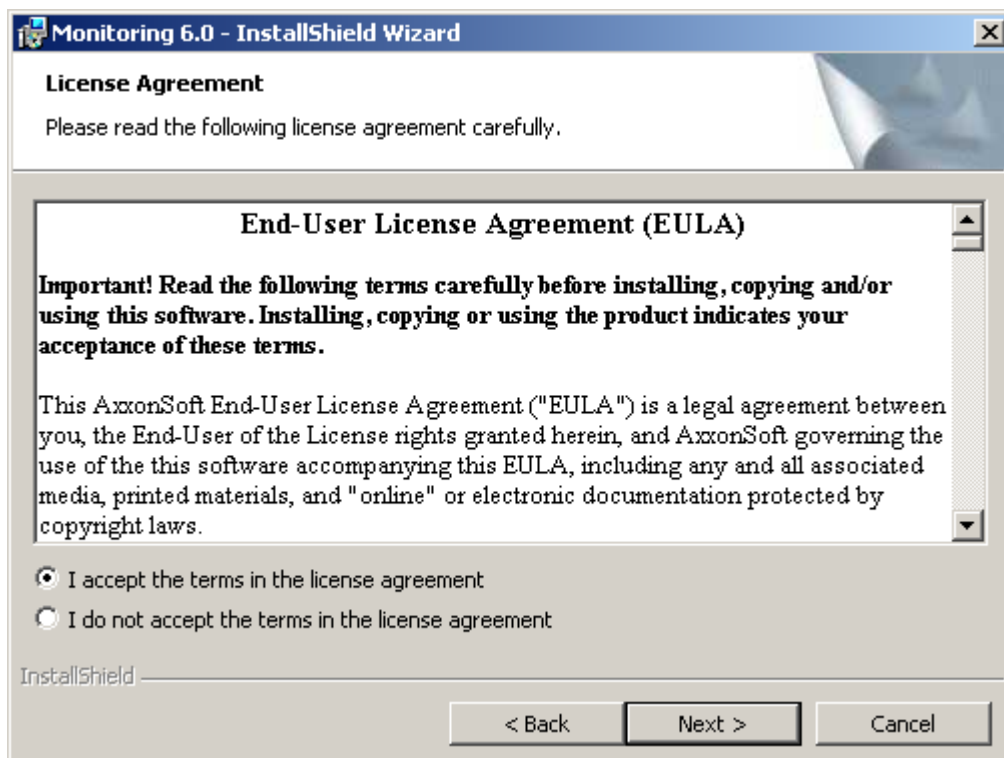 Monitoring 6.0 - InstallShield Wizard
License Agreement
Please read the following license agreement carefully.
End-User License Agreement (EULA)
Important! Read the following terms carefully before installing, copying and/or
using this software. Installing, copying or using the product indicates your
acceptance of these terms.
This AxxonSoft End-User License Agreement ("EULA") is a legal agreement between
you, the End-User of the License rights granted herein, and AxxonSoft governing the
use of the this software accompanying this EULA, including any and all associated
media, printed materials, and "online" or electronic documentation protected by
copyright laws.
I accept the terms in the license agreement
I do not accept the terms in the license agreement
InstallShield
< Back Next > Cancel